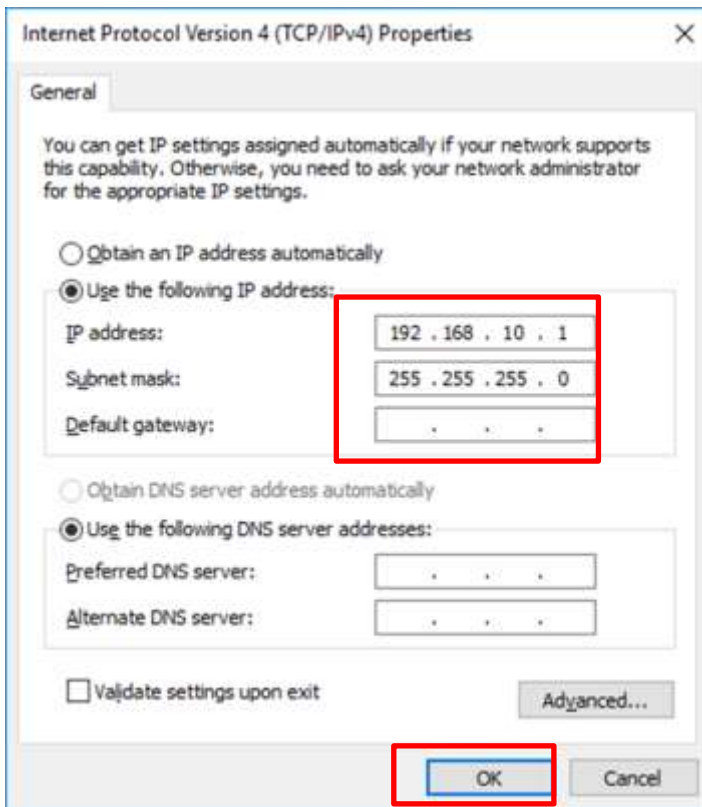 Internet Protocol Version 4 (TCP/IPv4) Properties
General
You can get IP settings assigned automatically if your network supports
this capability. Otherwise, you need to ask your network administrator
for the appropriate IP settings.
Obtain an IP address automatically
Use the following IP address:
IP address: 192 . 168 . 10 . 1
Subnet mask: 255 . 255 . 255 . 0
Default gateway: . . .
Obtain DNS server address automatically
Use the following DNS server addresses:
Preferred DNS server: . . .
Alternate DNS server: . . .
Validate settings upon exit
Advanced...
OK Cancel